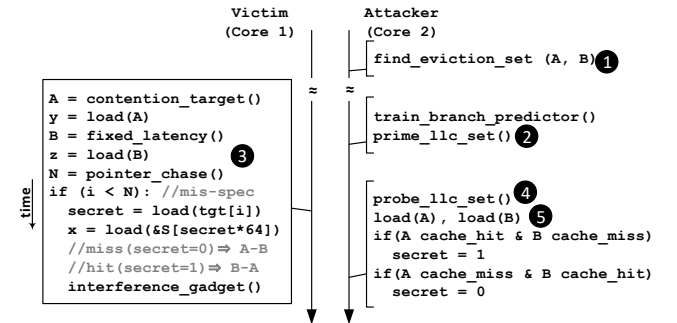 Victim
(Core 1)
Attacker
(Core 2)
find_eviction_set (A, B) 1
≈ ≈
A = contention_target()
y = load(A)
B = fixed_latency()
z = load(B) 3
N = pointer_chase()
if (i < N): //mis-spec
secret = load(tgt[i])
x = load(&S[secret*64])
//miss(secret=0)⇒ A-B
//hit(secret=1)⇒ B-A
interference_gadget()
time
train_branch_predictor()
prime_llc_set() 2
probe_llc_set() 4
load(A), load(B) 5
if(A cache_hit & B cache_miss)
secret = 1
if(A cache_miss & B cache_hit)
secret = 0